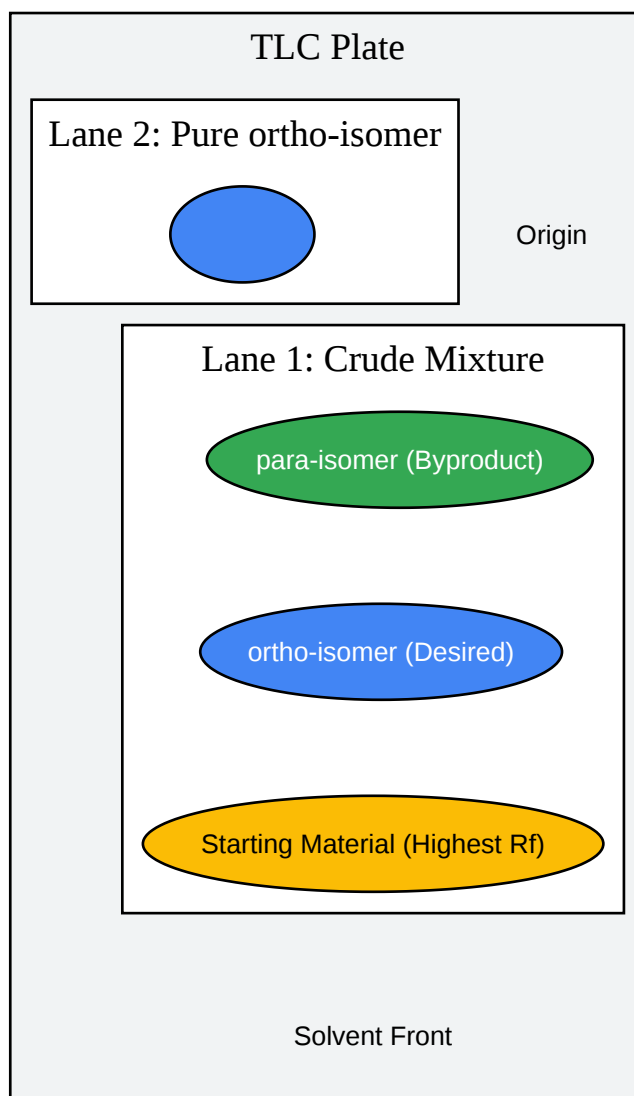 TLC Plate
Lane 2: Pure ortho-isomer
Origin
Lane 1: Crude Mixture
para-isomer (Byproduct)
ortho-isomer (Desired)
Starting Material (Highest Rf)
Solvent Front